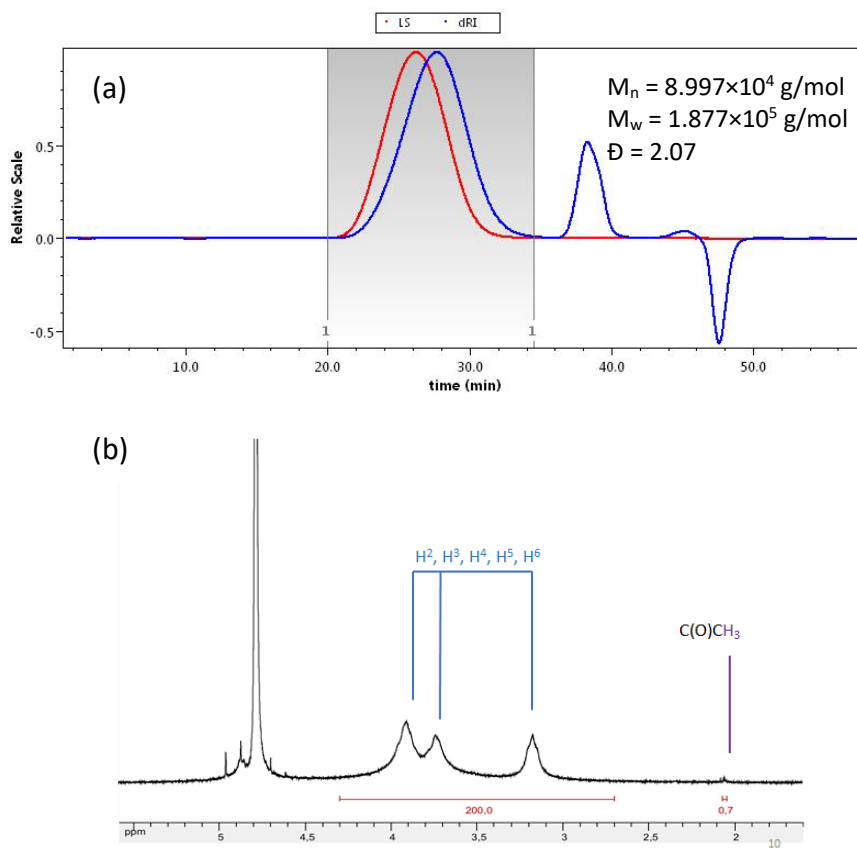 LS dRI
(a)
Mn = 8.997×10⁴ g/mol
Mw = 1.877×10⁵ g/mol
Đ = 2.07
Relative Scale
0.5
0.0
-0.5
1 1
10.0 20.0 30.0 40.0 50.0
time (min)
(b)
H², H³, H⁴, H⁵, H⁶
C(O)CH₃
200,0 0,7
ppm 5 4,5 4 3,5 3 2,5 2
10